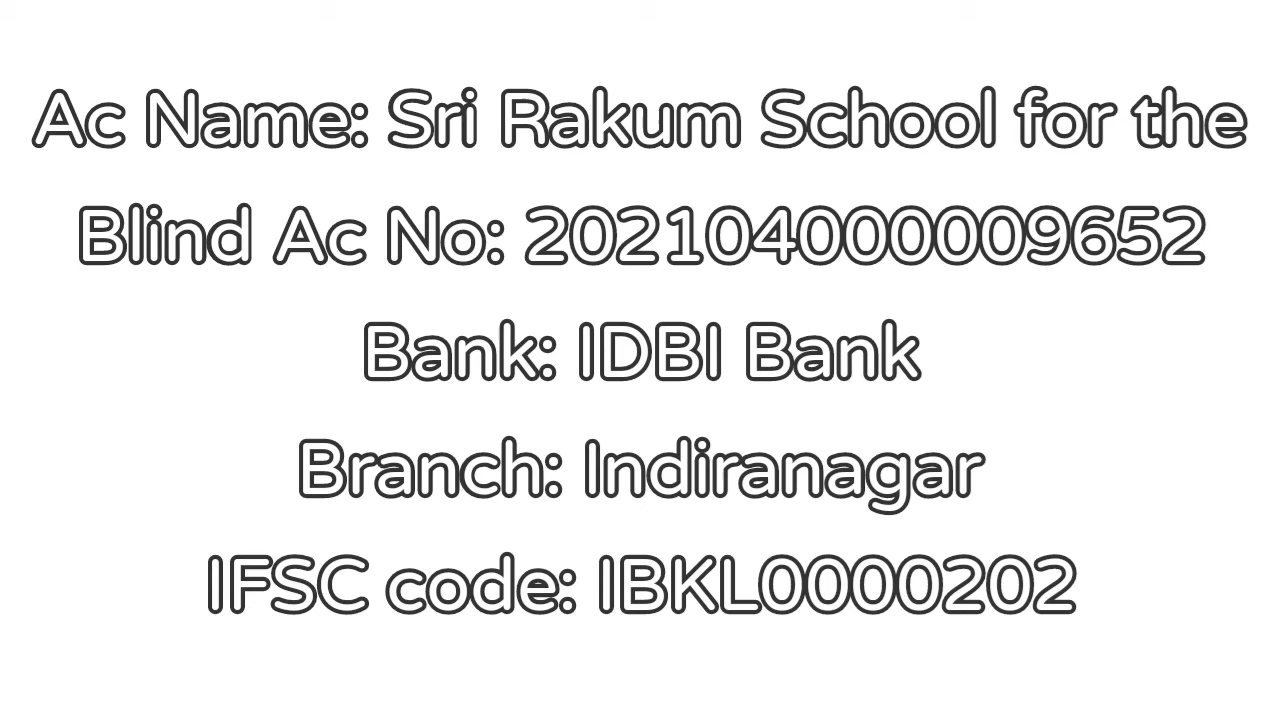 Ac Name: Sri Rakum School for the
Blind Ac No: 202104000009652
Bank: IDBI Bank
Branch: Indiranagar
IFSC code: IBKL0000202